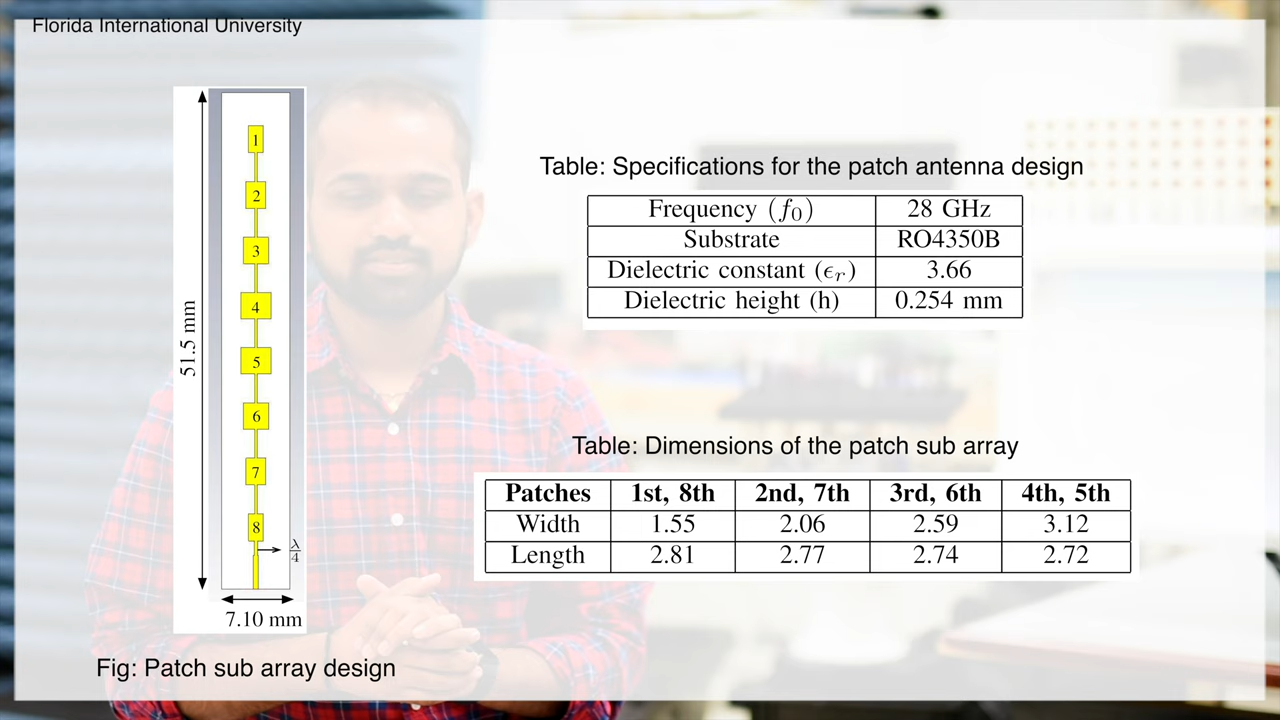 Florida International University
1
2
3
4
5
6
7
8
λ/4
51.5 mm
7.10 mm
Fig: Patch sub array design
Table: Specifications for the patch antenna design
Frequency (f₀) 28 GHz
Substrate RO4350B
Dielectric constant (ϵᵣ) 3.66
Dielectric height (h) 0.254 mm
Table: Dimensions of the patch sub array
Patches 1st, 8th 2nd, 7th 3rd, 6th 4th, 5th
Width 1.55 2.06 2.59 3.12
Length 2.81 2.77 2.74 2.72